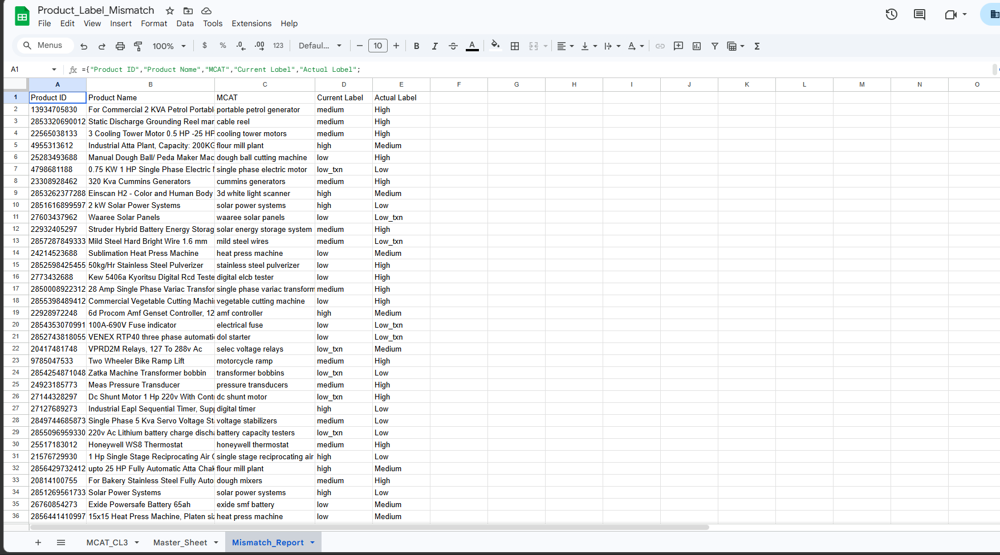 Product_Label_Mismatch
File Edit View Insert Format Data Tools Extensions Help
Menus 100% $ % .0 .00 123 Defaul... − 10 + B I S A Σ
A1 fx ={"Product ID","Product Name","MCAT","Current Label","Actual Label";
A B C D E F G H I J K L M N O
1 Product ID Product Name MCAT Current Label Actual Label
2 13934705830 For Commercial 2 KVA Petrol Portabl portable petrol generator medium High
3 2853320690012 Static Discharge Grounding Reel mar cable reel medium High
4 22565038133 3 Cooling Tower Motor 0.5 HP -25 HP cooling tower motors medium High
5 4955313612 Industrial Atta Plant, Capacity: 200KG flour mill plant high Medium
6 25283493688 Manual Dough Ball/ Peda Maker Mac dough ball cutting machine low High
7 4798681188 0.75 KW 1 HP Single Phase Electric single phase electric motor low_txn Low
8 23308928462 320 Kva Cummins Generators cummins generators medium High
9 2853262377288 Einscan H2 - Color and Human Body 3d white light scanner high Medium
10 2851616899597 2 kW Solar Power Systems solar power systems high Low
11 27603437962 Waaree Solar Panels waaree solar panels low Low_txn
12 22932405297 Struder Hybrid Battery Energy Storag solar energy storage system medium High
13 2857287849333 Mild Steel Hard Bright Wire 1.6 mm mild steel wires medium Low_txn
14 24214523688 Sublimation Heat Press Machine heat press machine low Medium
15 2852598425455 50kg/Hr Stainless Steel Pulverizer stainless steel pulverizer low High
16 2773432688 Kew 5406a Kyoritsu Digital Rcd Teste digital elcb tester low High
17 2850008922312 28 Amp Single Phase Variac Transfor single phase variac transform medium High
18 2855398489412 Commercial Vegetable Cutting Machi vegetable cutting machine low High
19 22928972248 6d Procom Amf Genset Controller, 12 amf controller high Medium
20 2854353070991 100A-690V Fuse indicator electrical fuse low Low_txn
21 2852743818055 VENEX RTP40 three phase automati dol starter low Low_txn
22 20417481748 VPRD2M Relays, 127 To 288v Ac selec voltage relays low_txn Medium
23 9785047533 Two Wheeler Bike Ramp Lift motorcycle ramp medium High
24 2854254871048 Zatka Machine Transformer bobbin transformer bobbins low_txn Low
25 24923185773 Meas Pressure Transducer pressure transducers medium High
26 27144328297 Dc Shunt Motor 1 Hp 220v With Cont dc shunt motor low_txn High
27 27127689273 Industrial Eapl Sequential Timer, Sup digital timer high Low
28 2849744685873 Single Phase 5 Kva Servo Voltage St voltage stabilizers medium Low
29 2855096959330 220v Ac Lithium battery charge discha battery capacity testers low_txn Low
30 25517183012 Honeywell WS8 Thermostat honeywell thermostat medium High
31 21576729930 1 Hp Single Stage Reciprocating Air single stage reciprocating air high Low
32 2856429732412 upto 25 HP Fully Automatic Atta Chak flour mill plant high Medium
33 20814100755 For Bakery Stainless Steel Fully Auto dough mixers medium High
34 2851269561733 Solar Power Systems solar power systems high Low
35 26760854273 Exide Powersafe Battery 65ah exide smf battery low Medium
36 2856441410997 15x15 Heat Press Machine, Platen siz heat press machine low Medium
MCAT_CL3 Master_Sheet Mismatch_Report